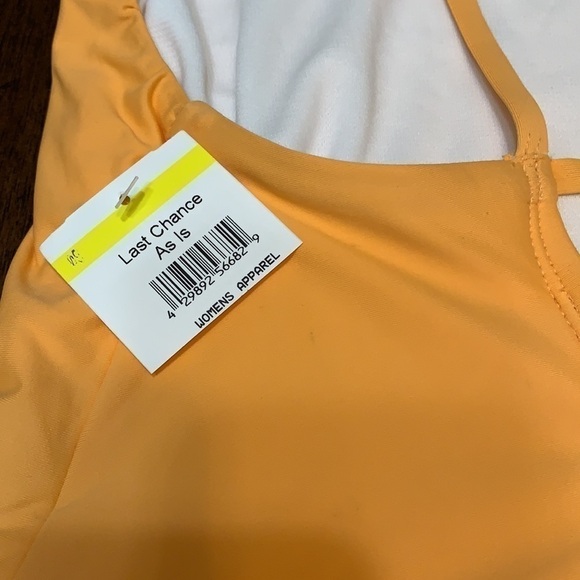 Last Chance
As Is
4 29892 56682 9
WOMENS APPAREL